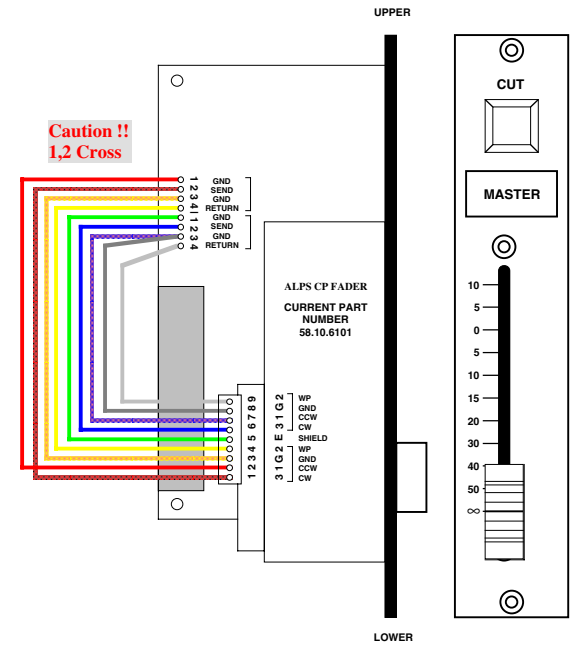 UPPER
CUT
MASTER
Caution !!
1,2 Cross
1 GND
2 SEND
3 GND
4 RETURN
1 GND
2 SEND
3 GND
4 RETURN
ALPS CP FADER
CURRENT PART
NUMBER
58.10.6101
10
5
0
5
10
15
20
30
40
50
∞
9 2 WP
8 G GND
7 1 CCW
6 3 CW
5 E SHIELD
4 2 WP
3 G GND
2 1 CCW
1 3 CW
LOWER